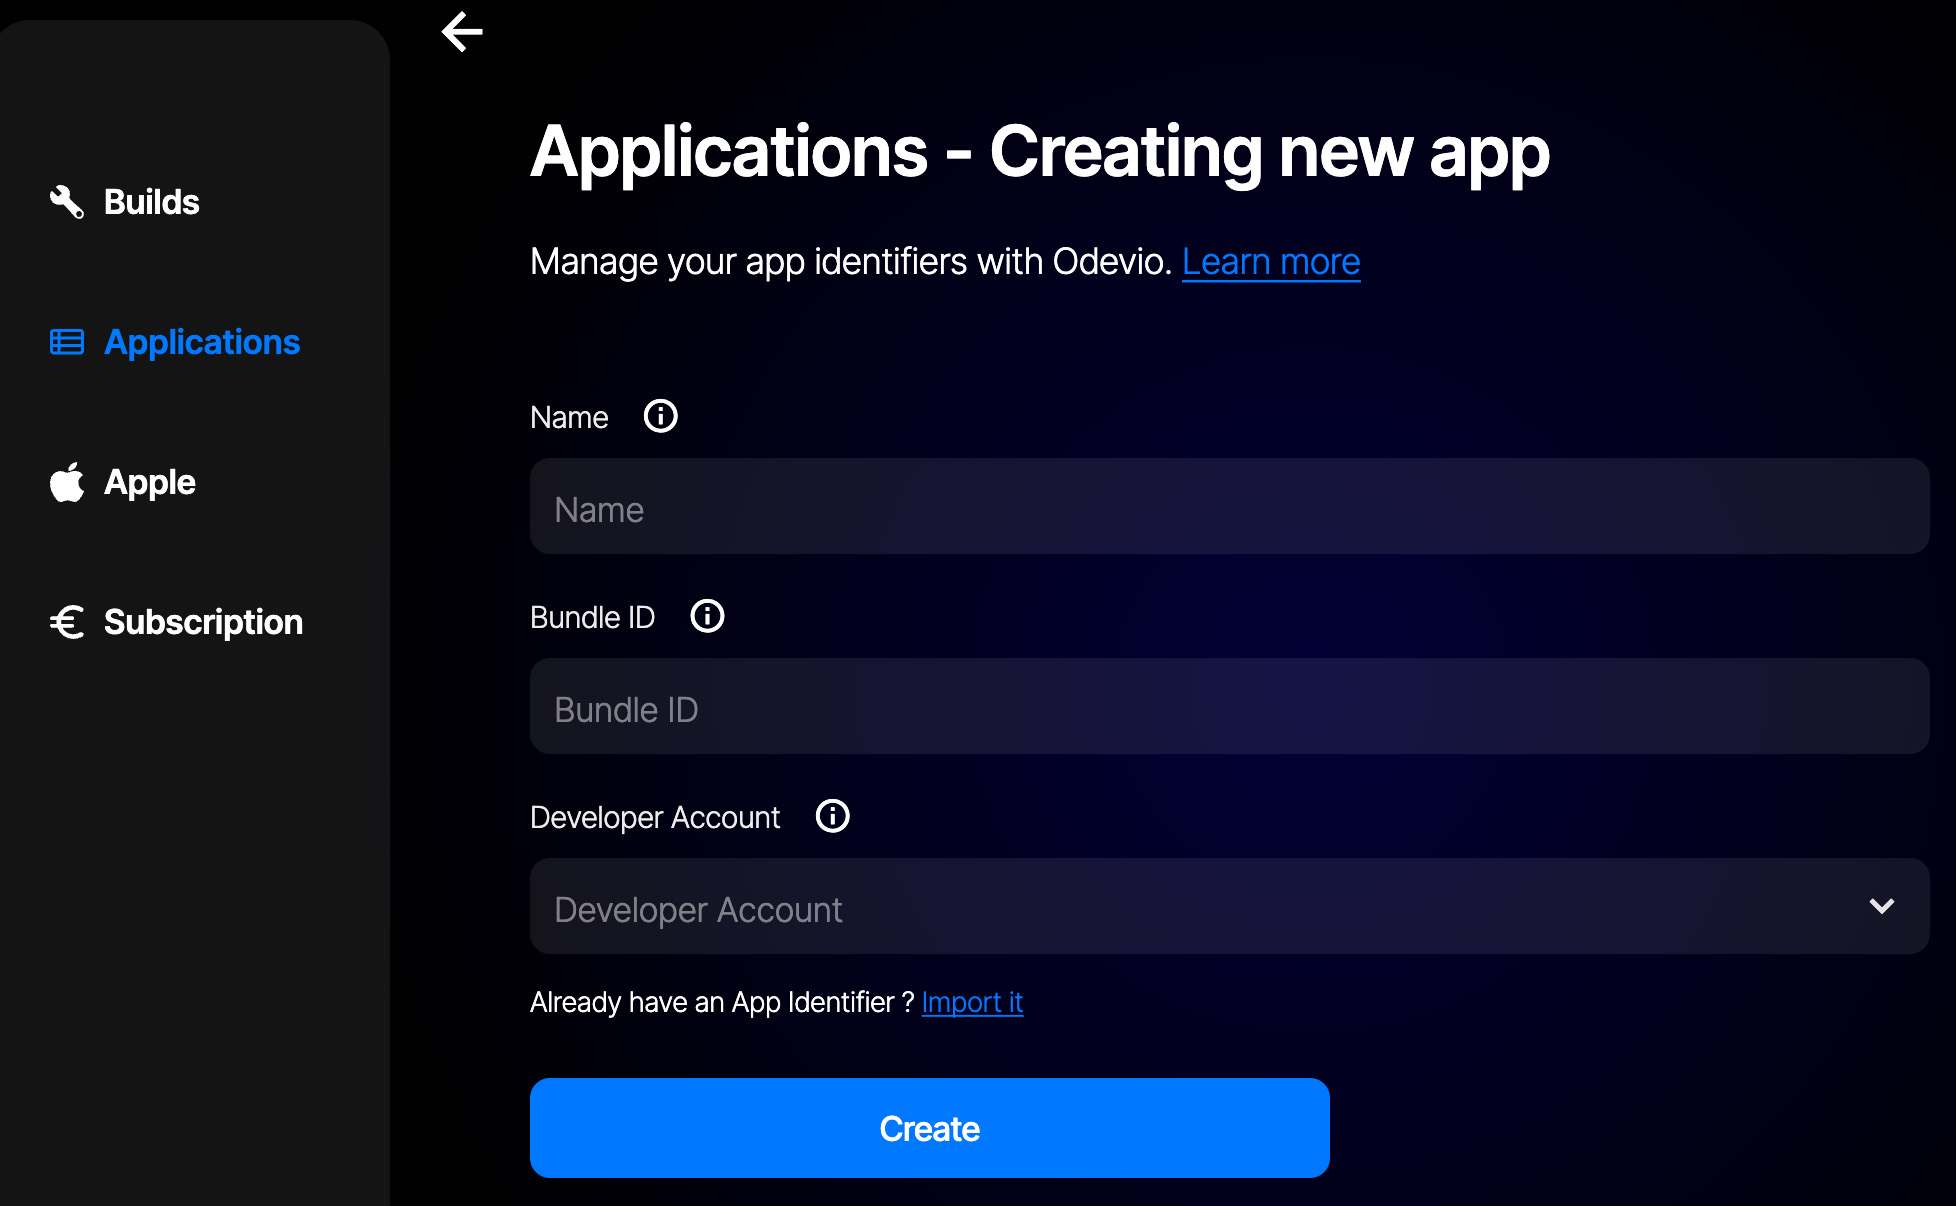 Builds
Applications
Apple
Subscription
Applications - Creating new app
Manage your app identifiers with Odevio. Learn more
Name
Name
Bundle ID
Bundle ID
Developer Account
Developer Account
Already have an App Identifier ? Import it
Create